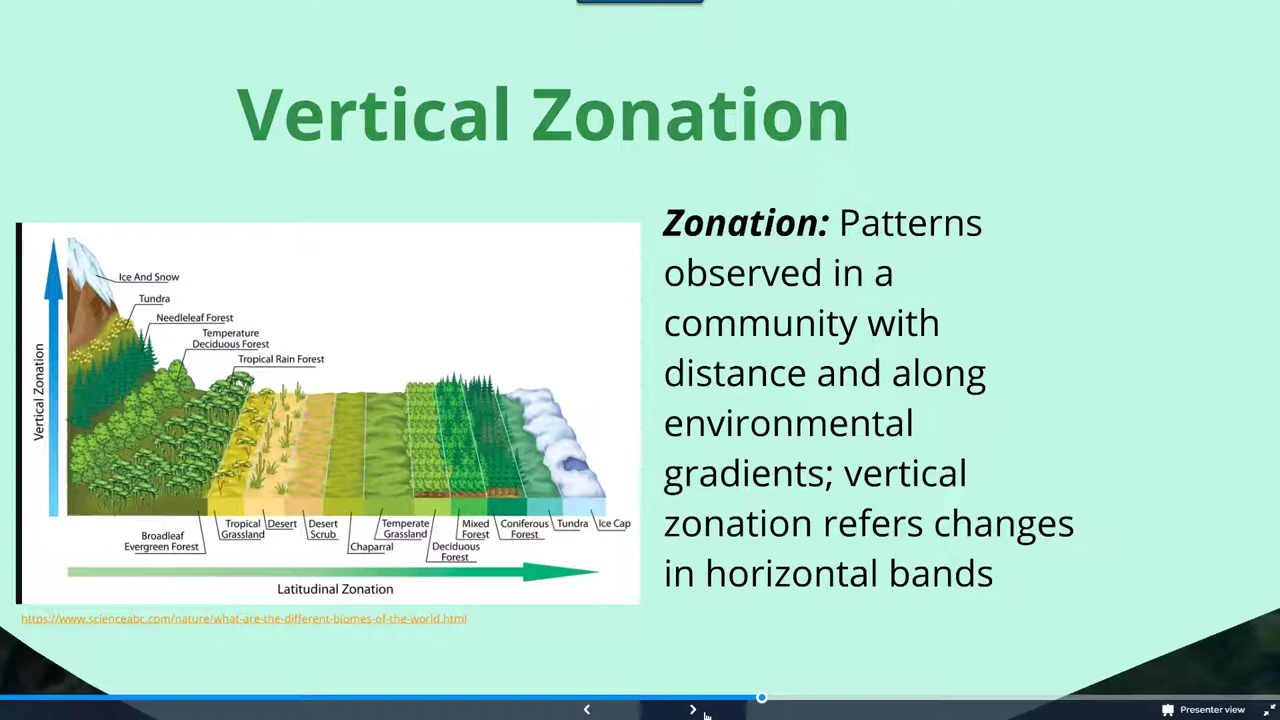 Vertical Zonation
Zonation: Patterns
observed in a
community with
distance and along
environmental
gradients; vertical
zonation refers changes
in horizontal bands
Ice And Snow
Tundra
Needleleaf Forest
Temperature
Deciduous Forest
Tropical Rain Forest
Vertical Zonation
Broadleaf
Evergreen Forest
Tropical
Grassland
Desert
Desert
Scrub
Chaparral
Temperate
Grassland
Deciduous
Forest
Mixed
Forest
Coniferous
Forest
Tundra
Ice Cap
Latitudinal Zonation
https://www.scienceabc.com/nature/what-are-the-different-biomes-of-the-world.html
Presenter view